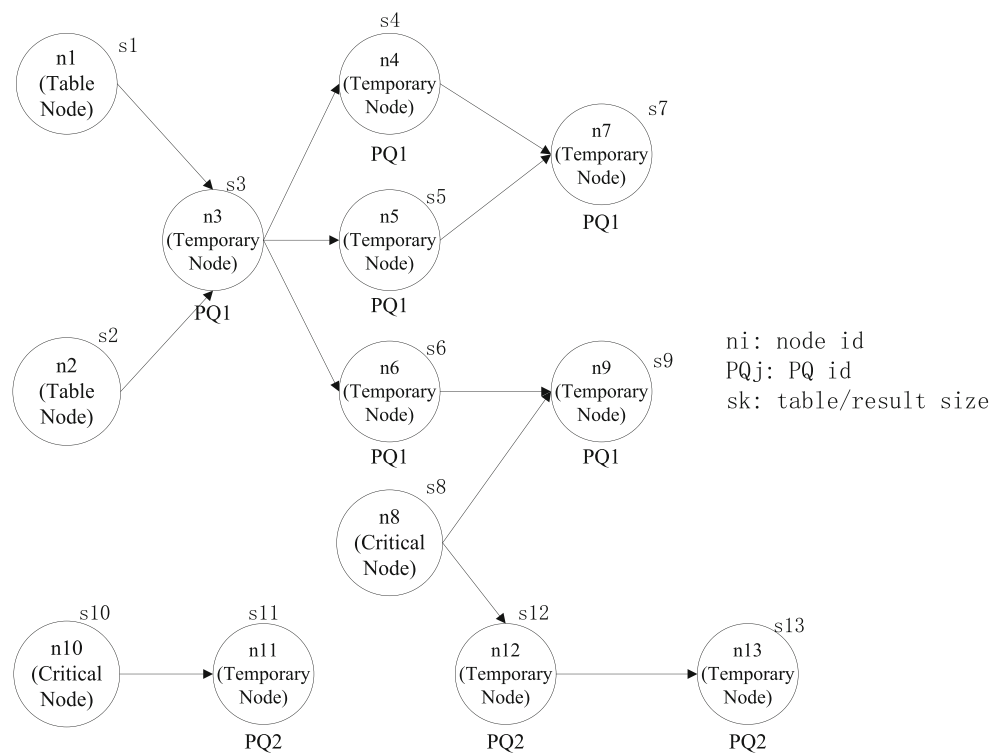 s1
n1
(Table
Node)
s4
n4
(Temporary
Node)
PQ1
s7
n7
(Temporary
Node)
PQ1
s3
n3
(Temporary
Node)
PQ1
s5
n5
(Temporary
Node)
PQ1
s2
n2
(Table
Node)
s6
n6
(Temporary
Node)
PQ1
s9
n9
(Temporary
Node)
PQ1
ni: node id
PQj: PQ id
sk: table/result size
s8
n8
(Critical
Node)
s10
n10
(Critical
Node)
s11
n11
(Temporary
Node)
PQ2
s12
n12
(Temporary
Node)
PQ2
s13
n13
(Temporary
Node)
PQ2